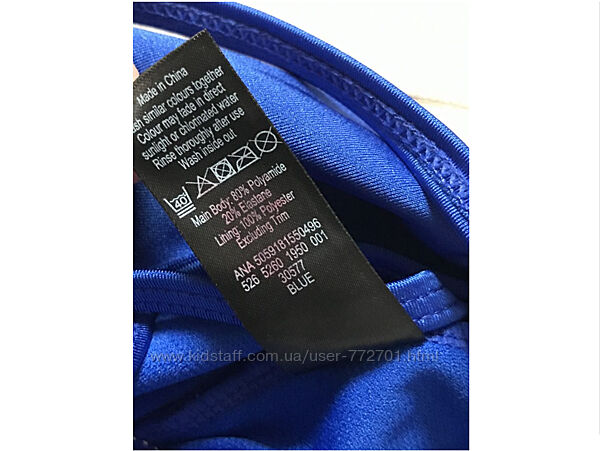 Made in China
sh similar colours together
Colour may fade in direct
sunlight or chlorinated water
Rinse thoroughly after use
Wash inside out
40
Main Body: 80% Polyamide
20% Elastane
Lining: 100% Polyester
Excluding Trim
ANA 5059181550496
526 5260 1950 001
30577
BLUE
www.kidstaff.com.ua/user-772701.html